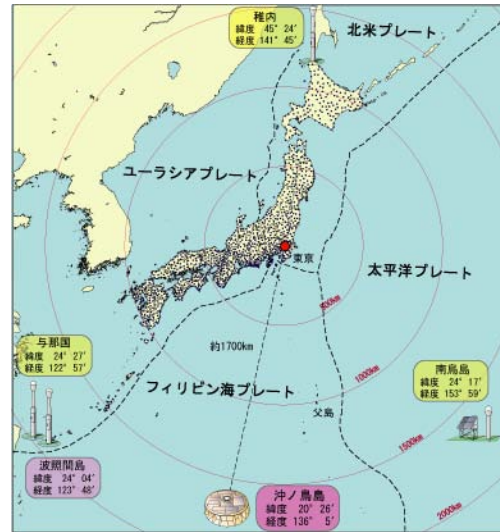 稚内
緯度 45° 24′
経度 141° 45′
北米プレート
ユーラシアプレート
東京
太平洋プレート
500km
約1700km
与那国
緯度 24° 27′
経度 122° 57′
フィリピン海プレート
1000km
南鳥島
緯度 24° 17′
経度 153° 59′
父島
1500km
波照間島
緯度 24° 04′
経度 123° 48′
沖ノ鳥島
緯度 20° 26′
経度 136° 5′
2000km